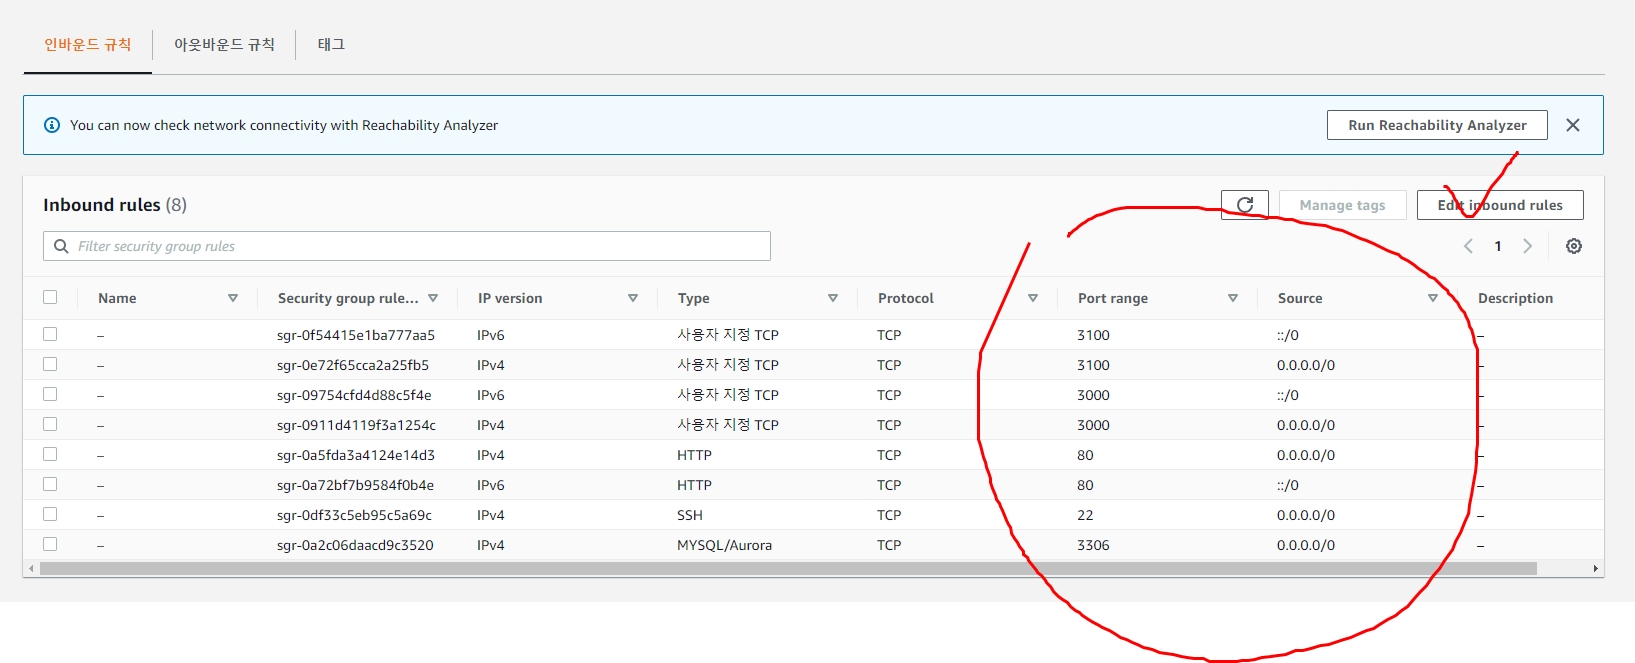 인바운드 규칙 아웃바운드 규칙 태그
You can now check network connectivity with Reachability Analyzer Run Reachability Analyzer
Inbound rules (8) Manage tags Edit inbound rules
Filter security group rules 1
Name Security group rule... IP version Type Protocol Port range Source Description
– sgr-0f54415e1ba777aa5 IPv6 사용자 지정 TCP TCP 3100 ::/0 –
– sgr-0e72f65cca2a25fb5 IPv4 사용자 지정 TCP TCP 3100 0.0.0.0/0 –
– sgr-09754cfd4d88c5f4e IPv6 사용자 지정 TCP TCP 3000 ::/0 –
– sgr-0911d4119f3a1254c IPv4 사용자 지정 TCP TCP 3000 0.0.0.0/0 –
– sgr-0a5fda3a4124e14d3 IPv4 HTTP TCP 80 0.0.0.0/0 –
– sgr-0a72bf7b9584f0b4e IPv6 HTTP TCP 80 ::/0 –
– sgr-0df33c5eb95c5a69c IPv4 SSH TCP 22 0.0.0.0/0 –
– sgr-0a2c06daacd9c3520 IPv4 MYSQL/Aurora TCP 3306 0.0.0.0/0 –